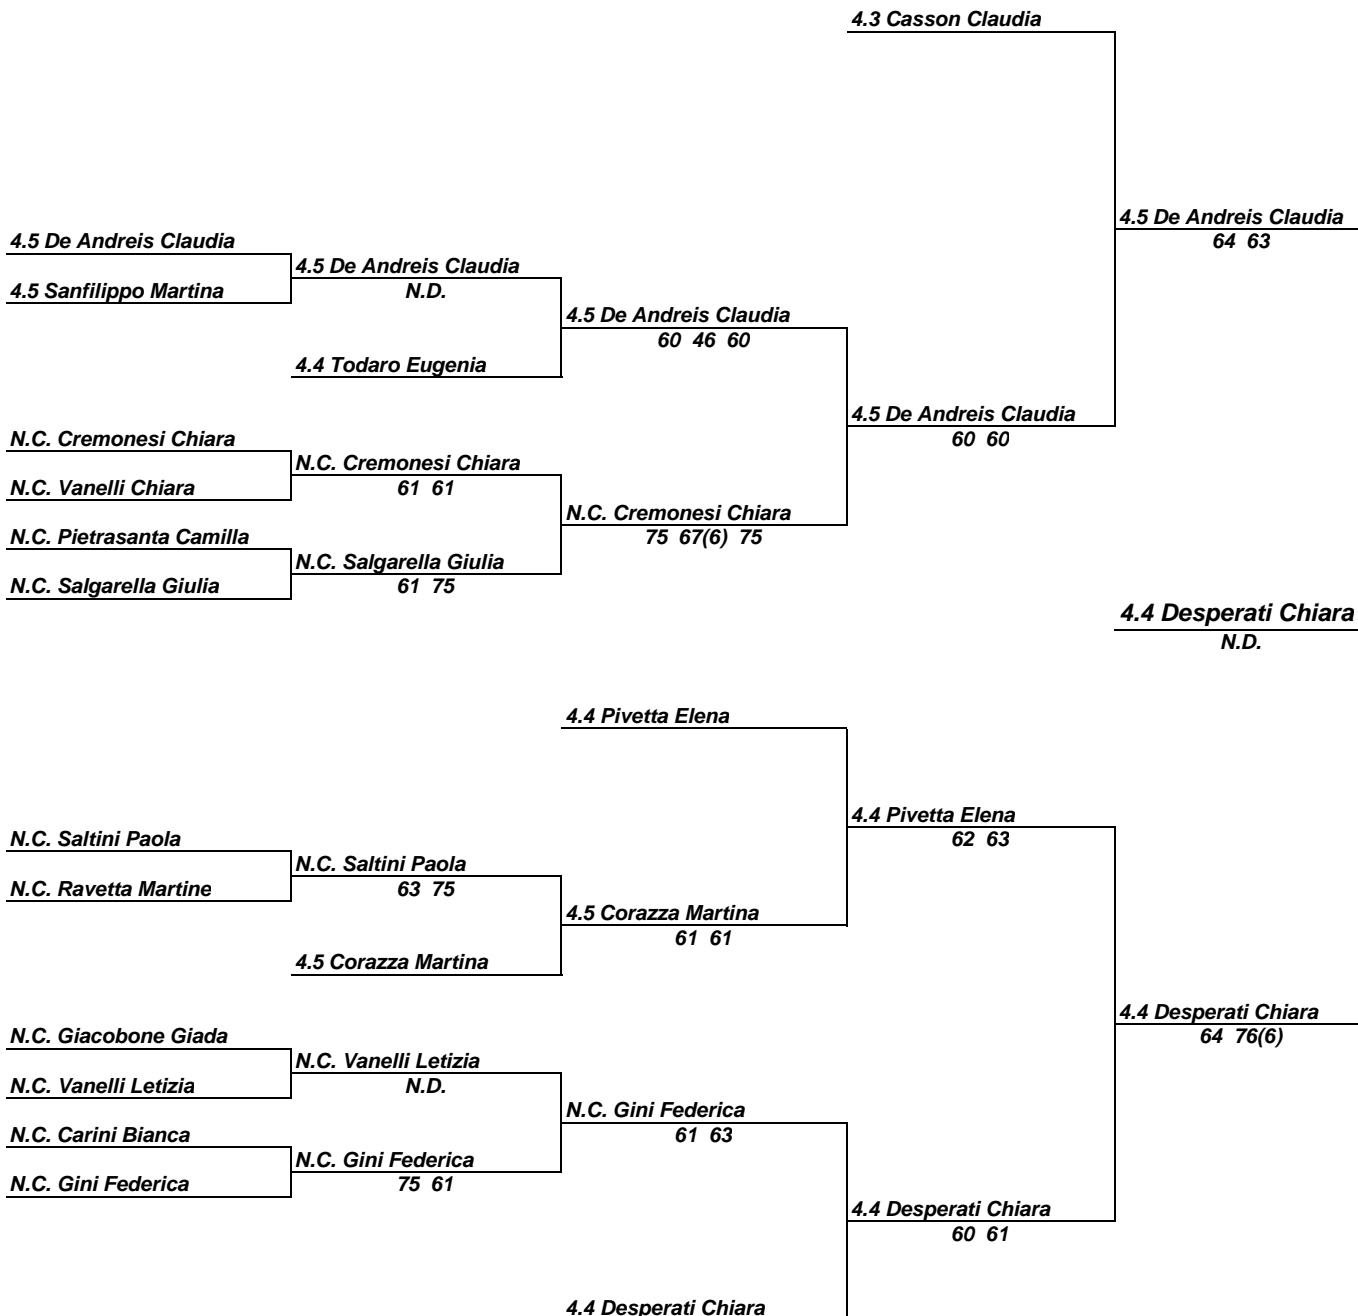 4.3 Casson Claudia
4.5 De Andreis Claudia
64 63
4.5 De Andreis Claudia
4.5 De Andreis Claudia
4.5 Sanfilippo Martina
N.D.
4.5 De Andreis Claudia
60 46 60
4.4 Todaro Eugenia
4.5 De Andreis Claudia
60 60
N.C. Cremonesi Chiara
N.C. Cremonesi Chiara
N.C. Vanelli Chiara
61 61
N.C. Cremonesi Chiara
75 67(6) 75
N.C. Pietrasanta Camilla
N.C. Salgarella Giulia
N.C. Salgarella Giulia
61 75
4.4 Desperati Chiara
N.D.
4.4 Pivetta Elena
4.4 Pivetta Elena
62 63
N.C. Saltini Paola
N.C. Saltini Paola
N.C. Ravetta Martine
63 75
4.5 Corazza Martina
61 61
4.5 Corazza Martina
4.4 Desperati Chiara
64 76(6)
N.C. Giacobone Giada
N.C. Vanelli Letizia
N.C. Vanelli Letizia
N.D.
N.C. Gini Federica
61 63
N.C. Carini Bianca
N.C. Gini Federica
N.C. Gini Federica
75 61
4.4 Desperati Chiara
60 61
4.4 Desperati Chiara